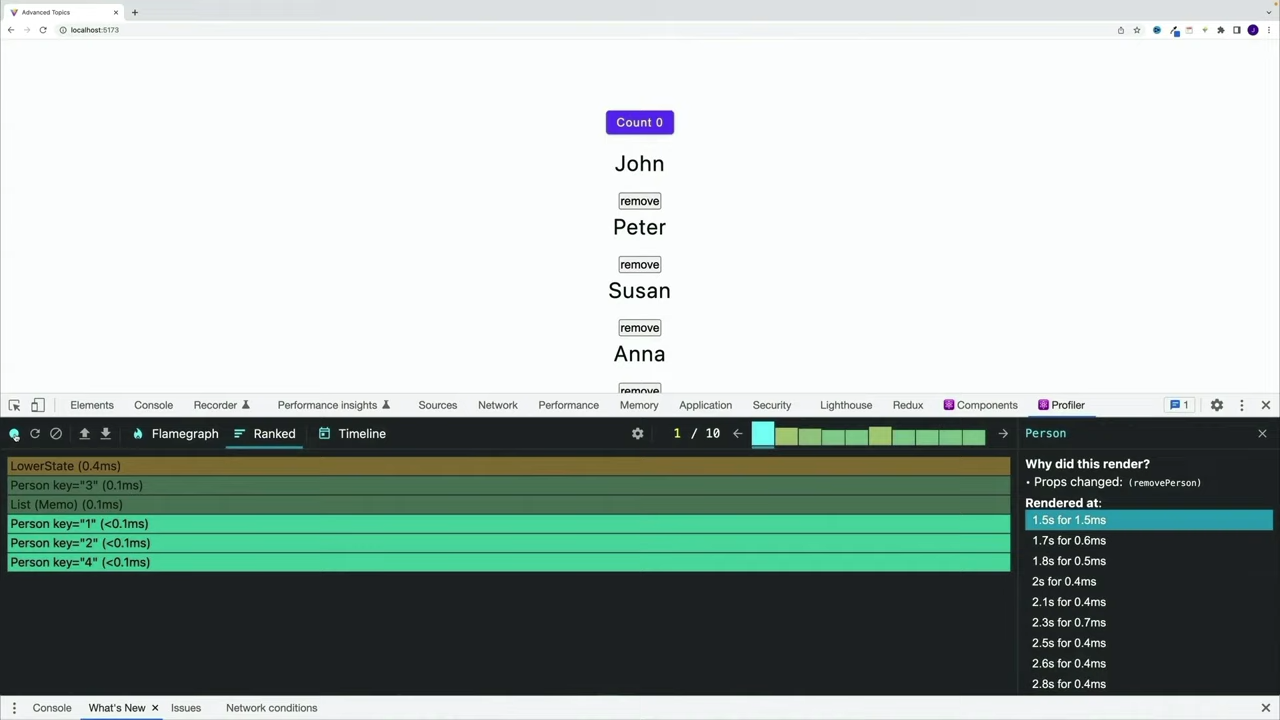 Advanced Topics
localhost:5173
Count 0
John
remove
Peter
remove
Susan
remove
Anna
remove
Elements Console Recorder Performance insights Sources Network Performance Memory Application Security Lighthouse Redux Components Profiler 1
Flamegraph Ranked Timeline 1 / 10 Person
LowerState (0.4ms)
Person key="3" (0.1ms)
List (Memo) (0.1ms)
Person key="1" (<0.1ms)
Person key="2" (<0.1ms)
Person key="4" (<0.1ms)
Why did this render?
• Props changed: (removePerson)
Rendered at:
1.5s for 1.5ms
1.7s for 0.6ms
1.8s for 0.5ms
2s for 0.4ms
2.1s for 0.4ms
2.3s for 0.7ms
2.5s for 0.4ms
2.6s for 0.4ms
2.8s for 0.4ms
Console What's New Issues Network conditions